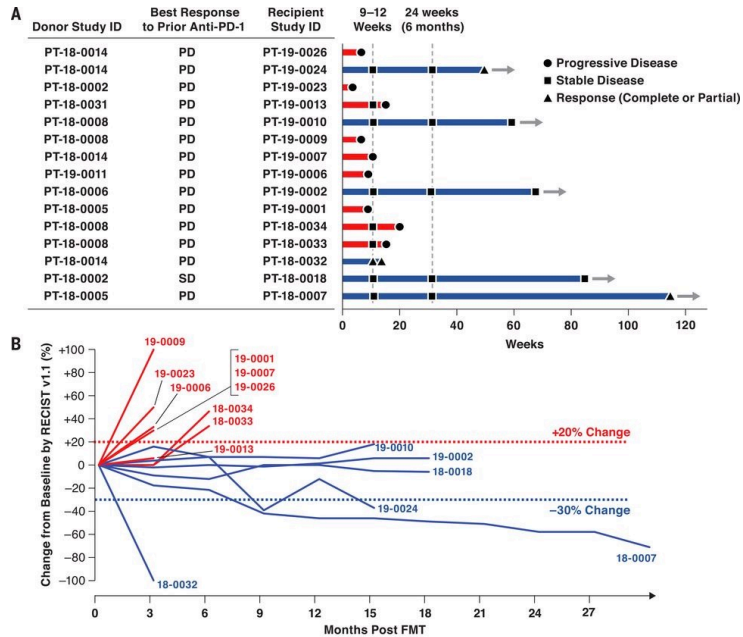 A
Donor Study ID Best Response to Prior Anti-PD-1 Recipient Study ID 9–12 Weeks 24 weeks (6 months)
PT-18-0014 PD PT-19-0026
PT-18-0014 PD PT-19-0024
PT-18-0002 PD PT-19-0023
PT-18-0031 PD PT-19-0013
PT-18-0008 PD PT-19-0010
PT-18-0008 PD PT-19-0009
PT-18-0014 PD PT-19-0007
PT-19-0011 PD PT-19-0006
PT-18-0006 PD PT-19-0002
PT-18-0005 PD PT-19-0001
PT-18-0008 PD PT-18-0034
PT-18-0008 PD PT-18-0033
PT-18-0014 PD PT-18-0032
PT-18-0002 SD PT-18-0018
PT-18-0005 PD PT-18-0007
Progressive Disease
Stable Disease
Response (Complete or Partial)
0 20 40 60 80 100 120
Weeks
B
Change from Baseline by RECIST v1.1 (%)
+100
+80
+60
+40
+20
0
−20
−40
−60
−80
−100
19-0009
19-0023
19-0006
19-0001
19-0007
19-0026
18-0034
18-0033
19-0013
+20% Change
19-0010
19-0002
18-0018
−30% Change
19-0024
18-0007
18-0032
0 3 6 9 12 15 18 21 24 27
Months Post FMT